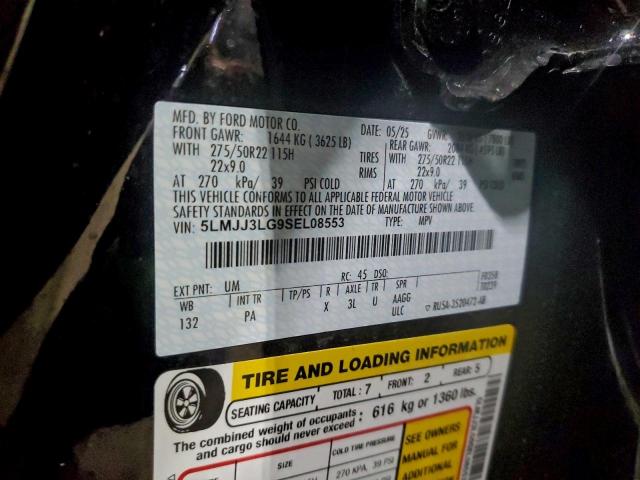 MFD. BY FORD MOTOR CO.
DATE: 05/25 GVWR:
FRONT GAWR: 1644 KG ( 3625 LB)
REAR GAWR:
WITH 275/50R22 115H TIRES 275/50R22 115H
22x9.0 RIMS 22x9.0
AT 270 kPa/ 39 PSI COLD AT 270 kPa/ 39 PSI COLD
THIS VEHICLE CONFORMS TO ALL APPLICABLE FEDERAL MOTOR VEHICLE
SAFETY STANDARDS IN EFFECT ON THE DATE OF MANUFACTURE SHOWN ABOVE.
VIN: 5LMJJ3LG9SEL08553 TYPE: MPV
EXT PNT: UM RC: 45 DSO:
WB INT TR TP/PS R AXLE TR SPR
132 PA X 3L U AAGG
ULC
TIRE AND LOADING INFORMATION
SEATING CAPACITY TOTAL : 7 FRONT: 2 REAR: 5
The combined weight of occupants and cargo should never exceed : 616 kg or 1360 lbs.
SIZE COLD TIRE PRESSURE
270 KPA, 39 PSI
SEE OWNERS
MANUAL FOR
ADDITIONAL